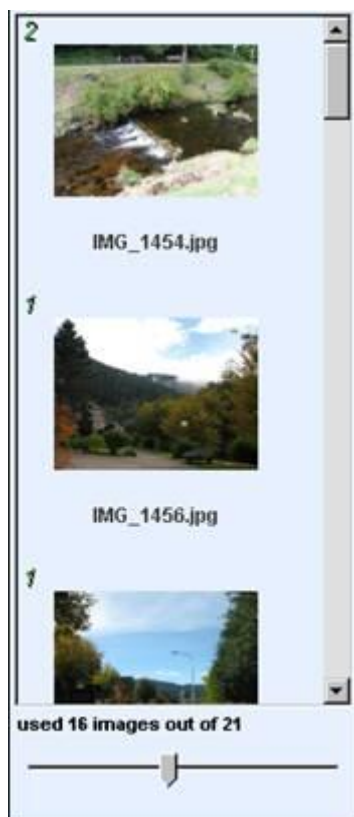 2
IMG_1454.jpg
1
IMG_1456.jpg
1
used 16 images out of 21